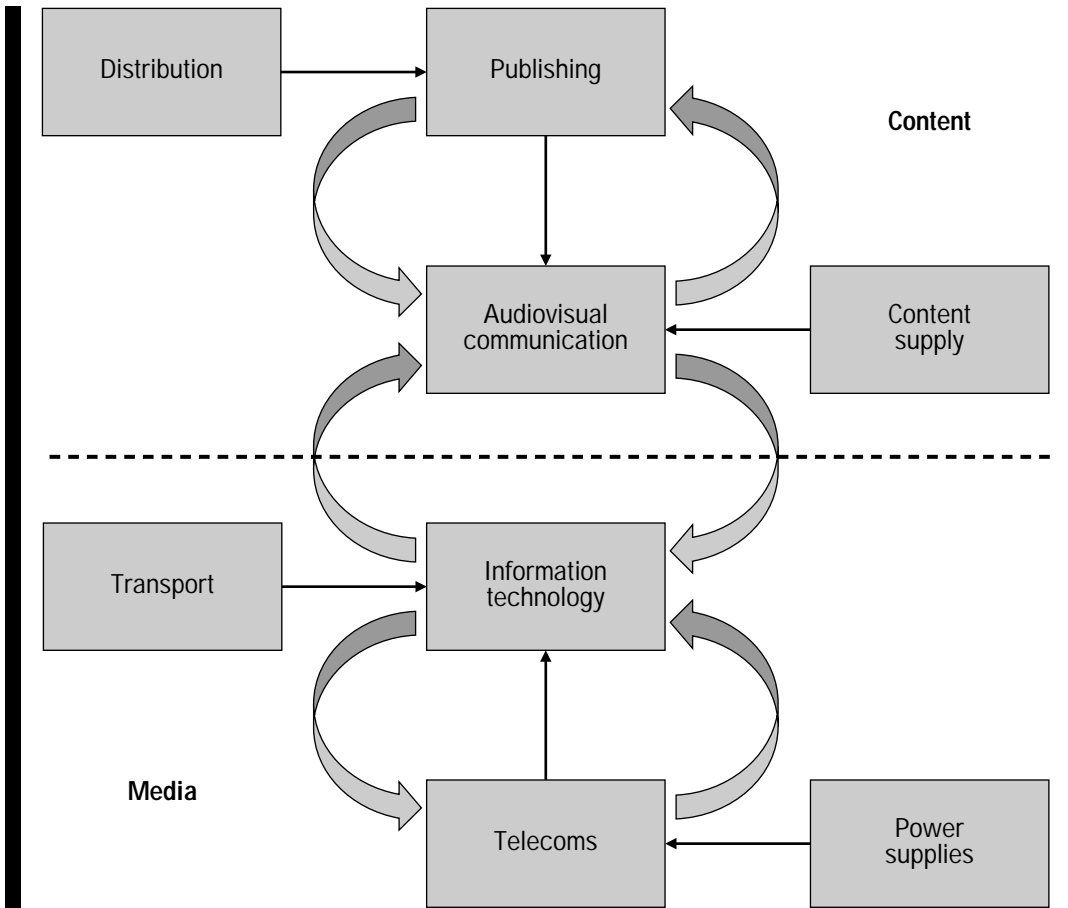 Distribution
Publishing
Content
Audiovisual
communication
Content
supply
Transport
Information
technology
Media
Telecoms
Power
supplies